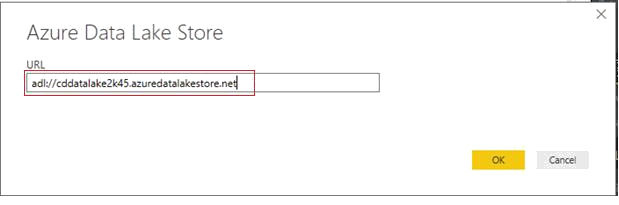 Azure Data Lake Store
URL
adl://cddatalake2k45.azuredatalakestore.net
OK
Cancel